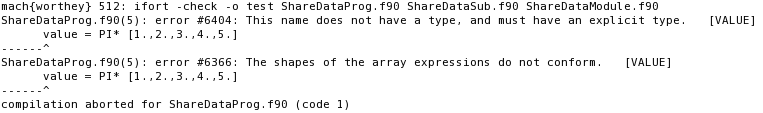 mach{worthey} 512: ifort -check -o test ShareDataProg.f90 ShareDataSub.f90 ShareDataModule.f90
ShareDataProg.f90(5): error #6404: This name does not have a type, and must have an explicit type.   [VALUE]
      value = PI* [1.,2.,3.,4.,5.]
------^
ShareDataProg.f90(5): error #6366: The shapes of the array expressions do not conform.   [VALUE]
      value = PI* [1.,2.,3.,4.,5.]
------^
compilation aborted for ShareDataProg.f90 (code 1)